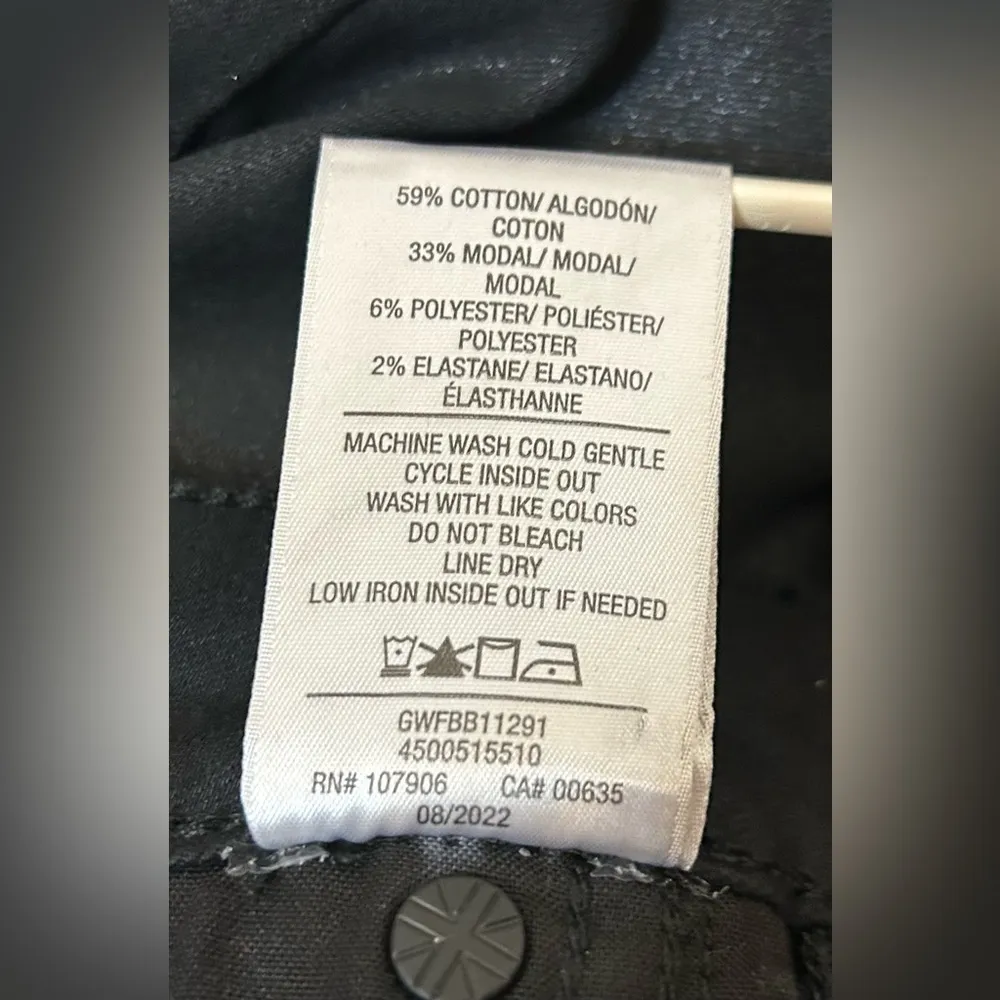 59% COTTON/ ALGODÓN/
COTON
33% MODAL/ MODAL/
MODAL
6% POLYESTER/ POLIÉSTER/
POLYESTER
2% ELASTANE/ ELASTANO/
ÉLASTHANNE
MACHINE WASH COLD GENTLE
CYCLE INSIDE OUT
WASH WITH LIKE COLORS
DO NOT BLEACH
LINE DRY
LOW IRON INSIDE OUT IF NEEDED
GWFBB11291
4500515510
RN# 107906 CA# 00635
08/2022